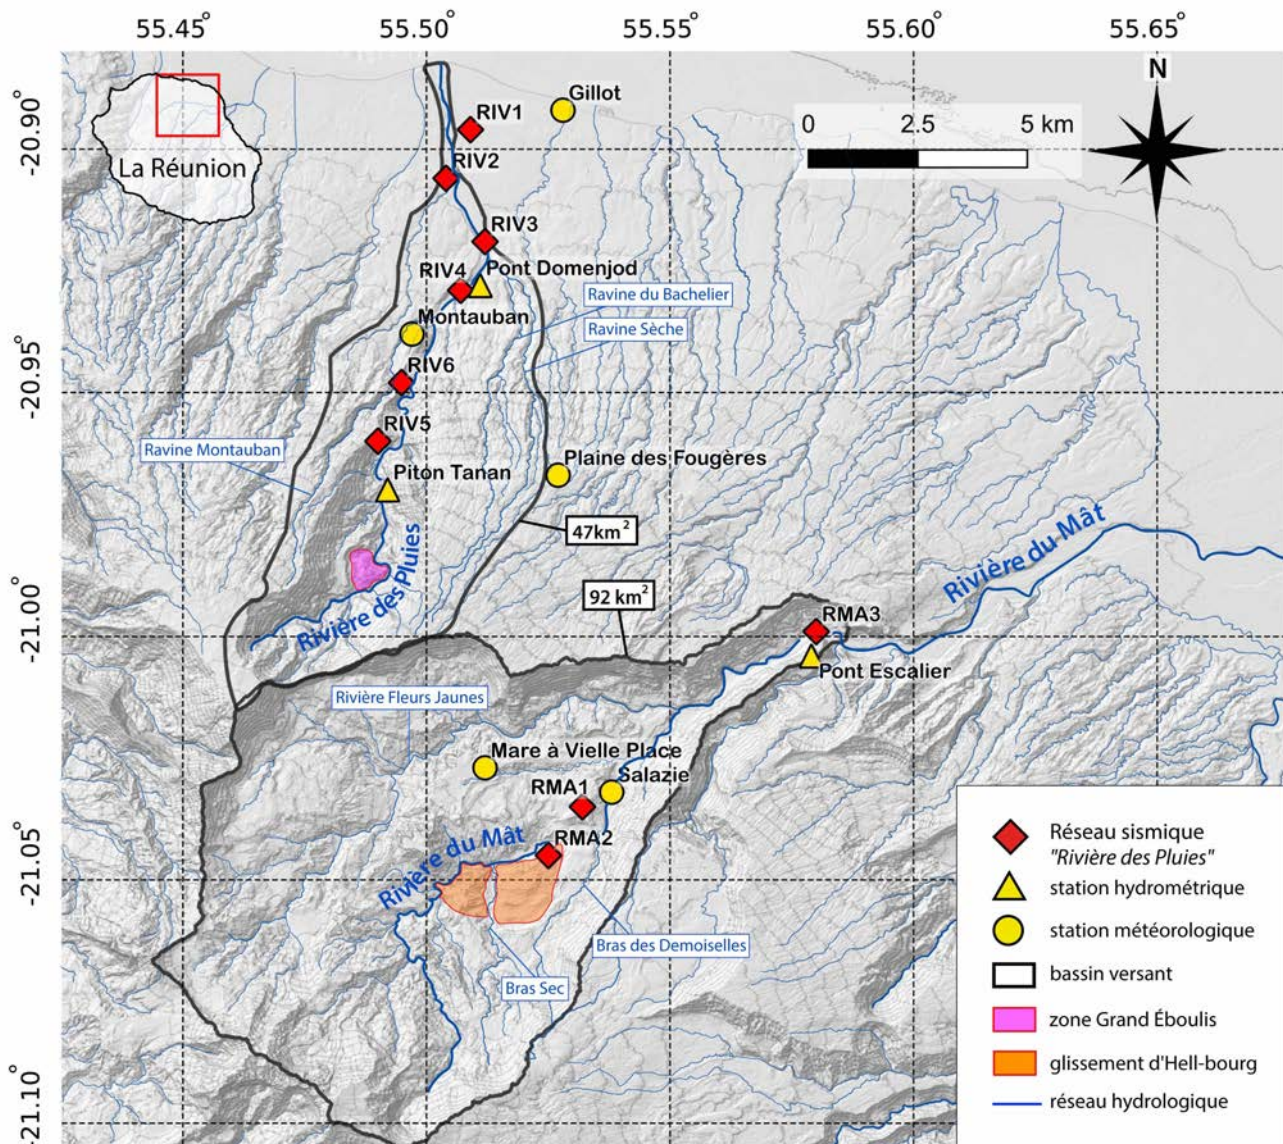 55.45°
55.50°
55.55°
55.60°
55.65°
-20.90°
-20.95°
-21.00°
-21.05°
-21.10°
La Réunion
N
0 2.5 5 km
Gillot
RIV1
RIV2
RIV3
RIV4
Pont Domenjod
Ravine du Bachelier
Montauban
Ravine Sèche
RIV6
RIV5
Ravine Montauban
Plaine des Fougères
Piton Tanan
47km²
Rivière des Pluies
Rivière du Mât
92 km²
RMA3
Pont Escalier
Rivière Fleurs Jaunes
Mare à Vielle Place
Salazie
RMA1
RMA2
Rivière du Mât
Bras des Demoiselles
Bras Sec
Réseau sismique
"Rivière des Pluies"
station hydrométrique
station météorologique
bassin versant
zone Grand Éboulis
glissement d'Hell-bourg
réseau hydrologique